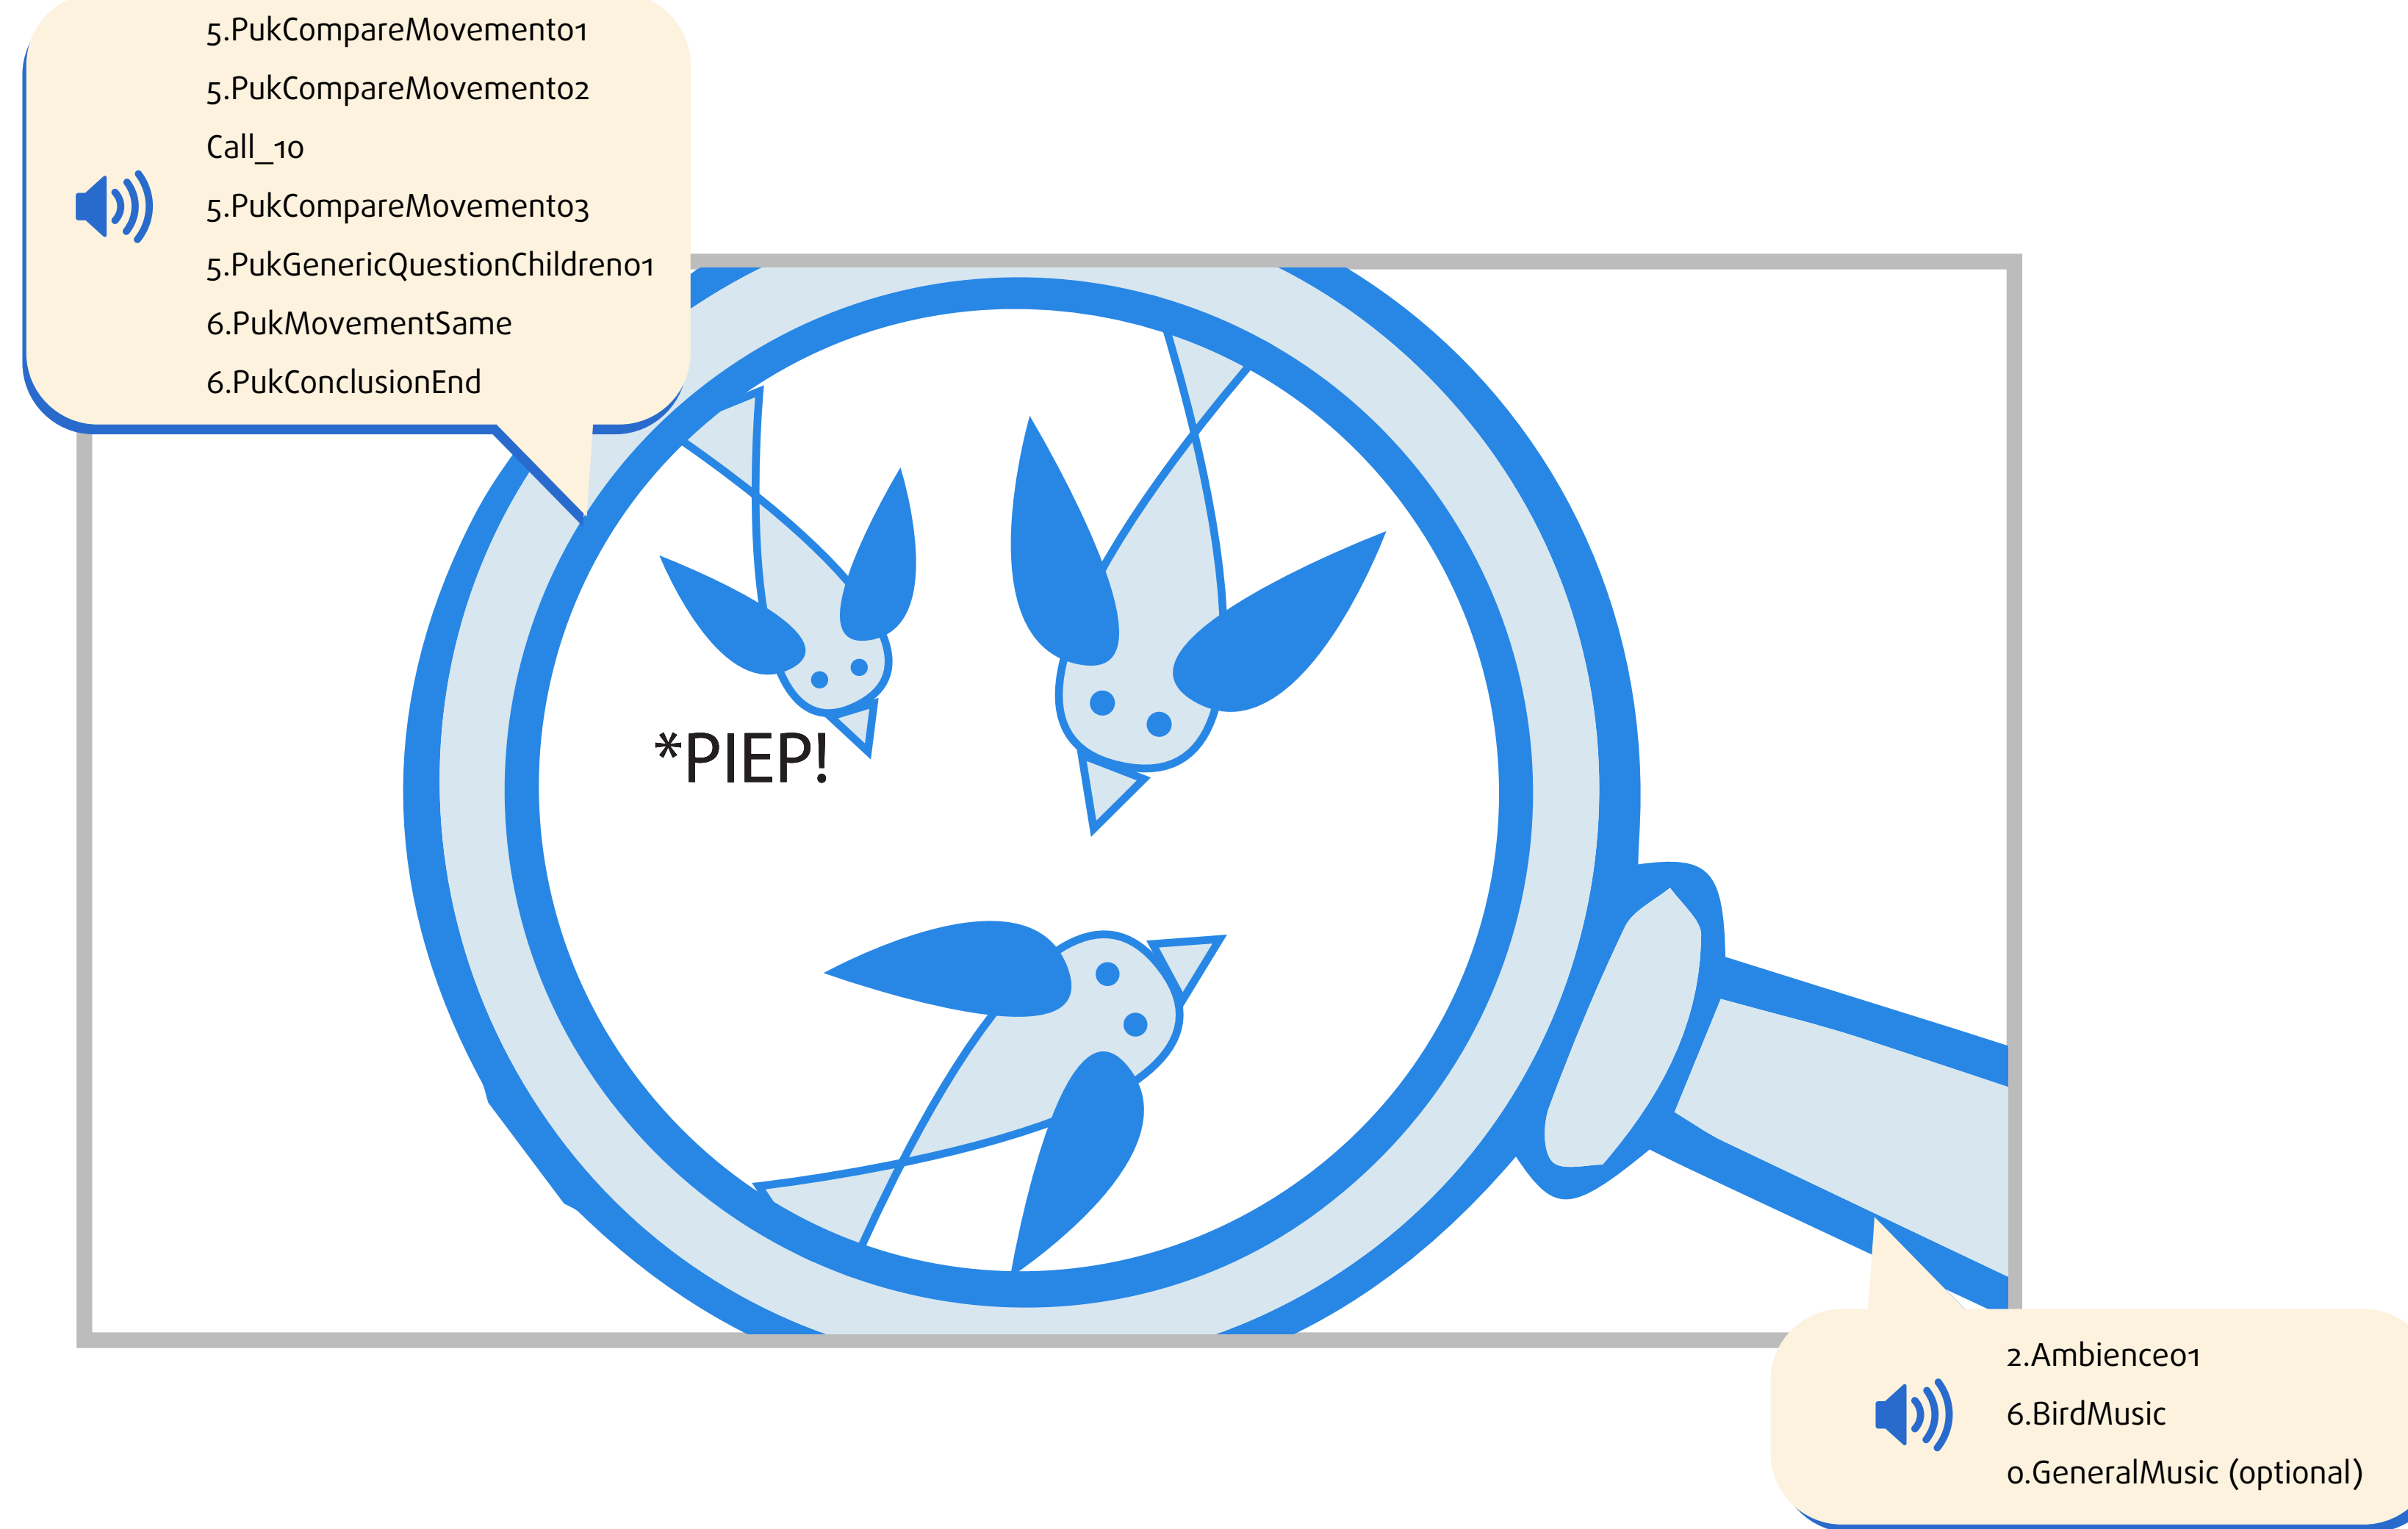 5.PukCompareMovement01
5.PukCompareMovement02
Call_10
5.PukCompareMovement03
5.PukGenericQuestionChildren01
6.PukMovementSame
6.PukConclusionEnd
*PIEP!
2.Ambience01
6.BirdMusic
0.GeneralMusic (optional)